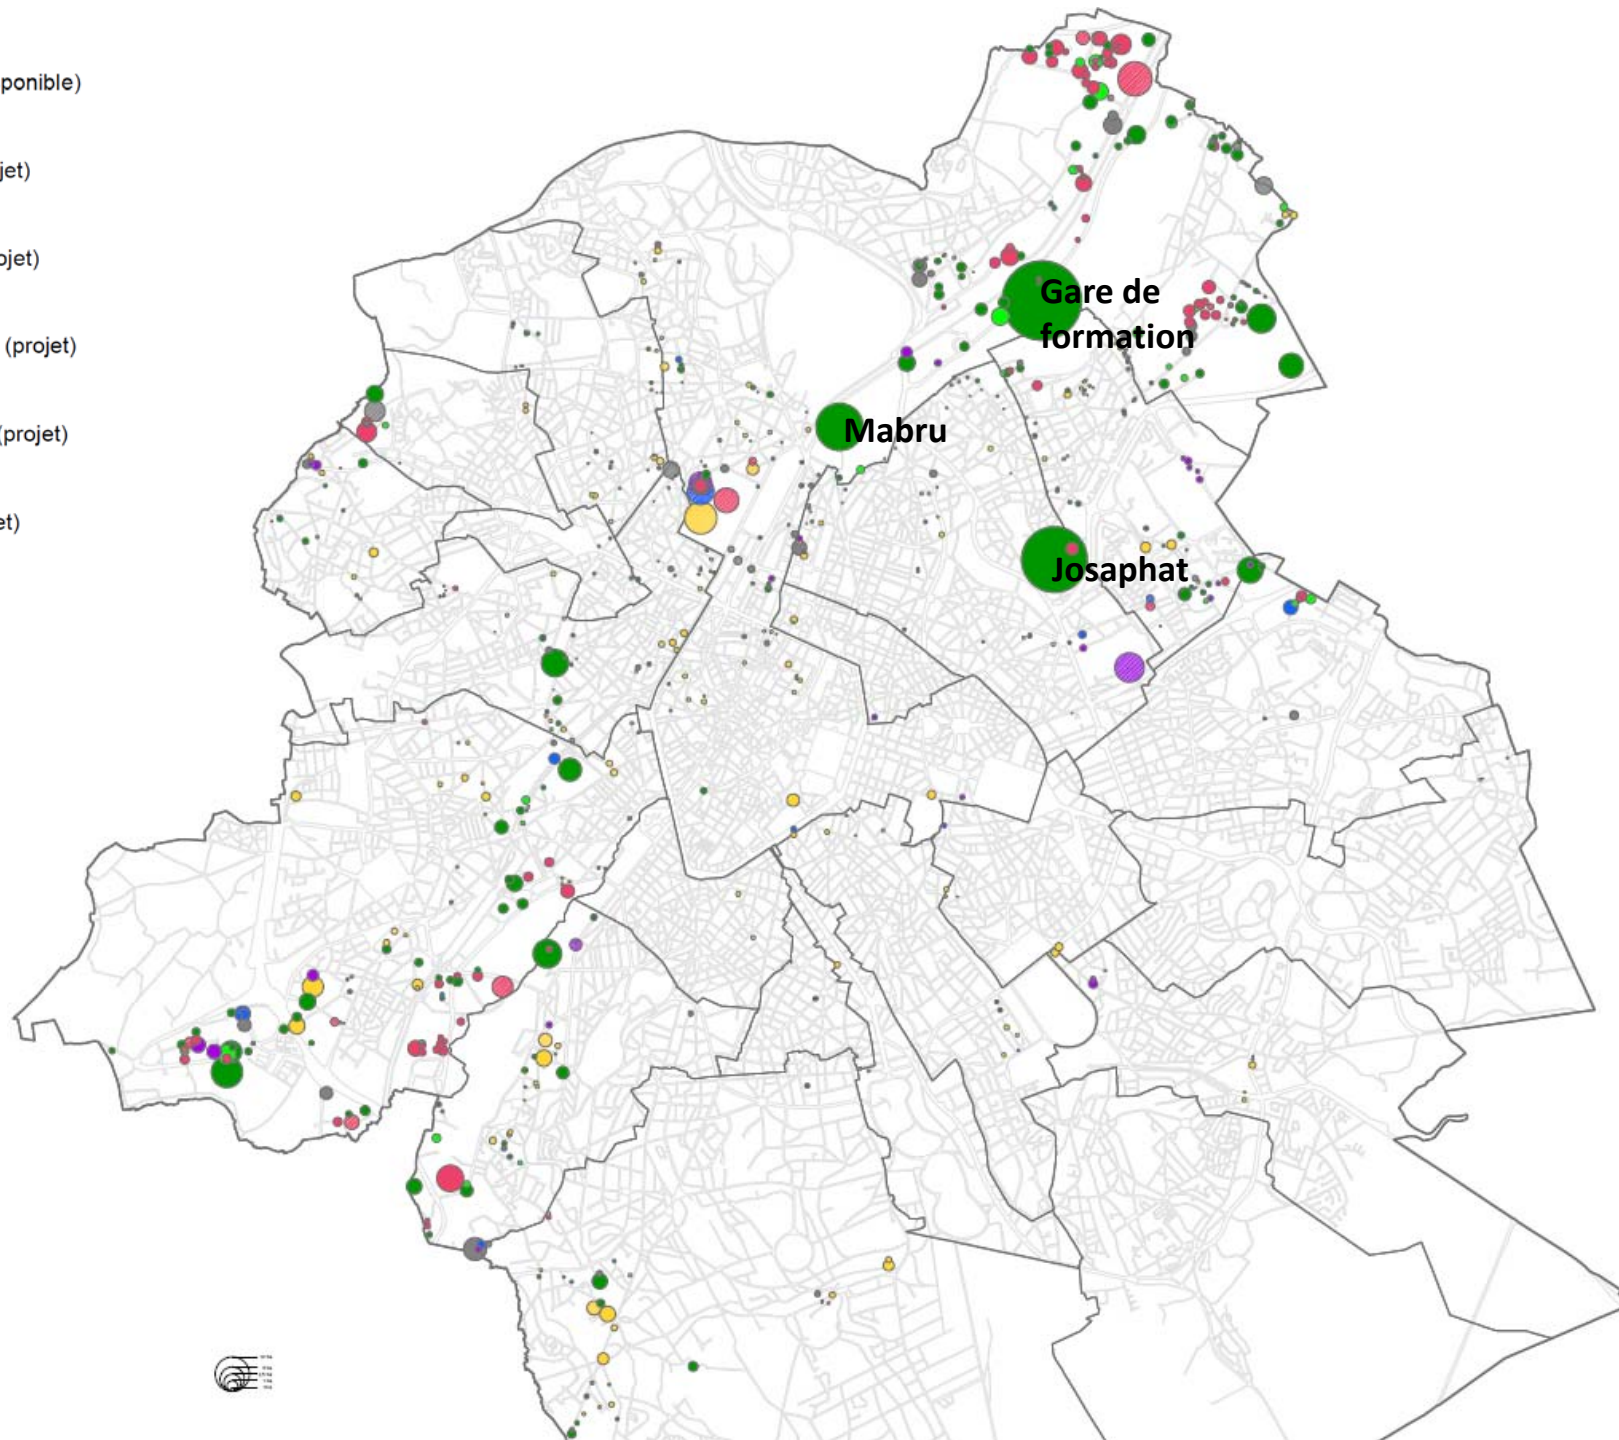 ponible)
jet)
ojet)
(projet)
(projet)
et)
Gare de
formation
Mabru
Josaphat